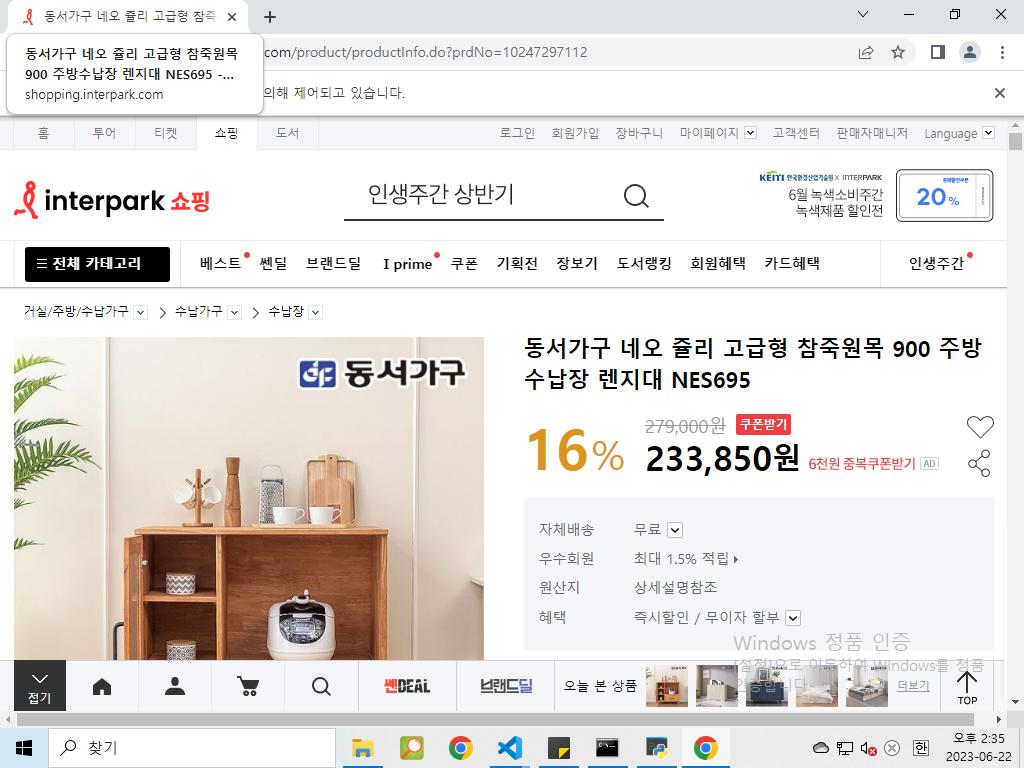 동서가구 네오 쥴리 고급형 참죽
동서가구 네오 쥴리 고급형 참죽원목
900 주방수납장 렌지대 NES695 -...
shopping.interpark.com
com/product/productInfo.do?prdNo=10247297112
의해 제어되고 있습니다.
홈 투어 티켓 쇼핑 도서
로그인 회원가입 장바구니 마이페이지 고객센터 판매자매니저 Language
interpark 쇼핑
인생주간 상반기
KEITI 한국환경산업기술원 X INTERPARK
6월 녹색소비주간
녹색제품 할인전
중복할인쿠폰
20%
전체 카테고리
베스트 쎈딜 브랜드딜 I prime 쿠폰 기획전 장보기 도서랭킹 회원혜택 카드혜택 인생주간
거실/주방/수납가구 수납가구 수납장
동서가구
동서가구 네오 쥴리 고급형 참죽원목 900 주방
수납장 렌지대 NES695
16%
279,000원 쿠폰받기
233,850원 6천원 중복쿠폰받기 AD
자체배송 무료
우수회원 최대 1.5% 적립
원산지 상세설명참조
혜택 즉시할인 / 무이자 할부
Windows 정품 인증
[설정]으로 이동하여 Windows를 정품
인증합니다.
접기
쎈DEAL
브랜드딜
오늘 본 상품
더보기
TOP
찾기
한
오후 2:35
2023-06-22